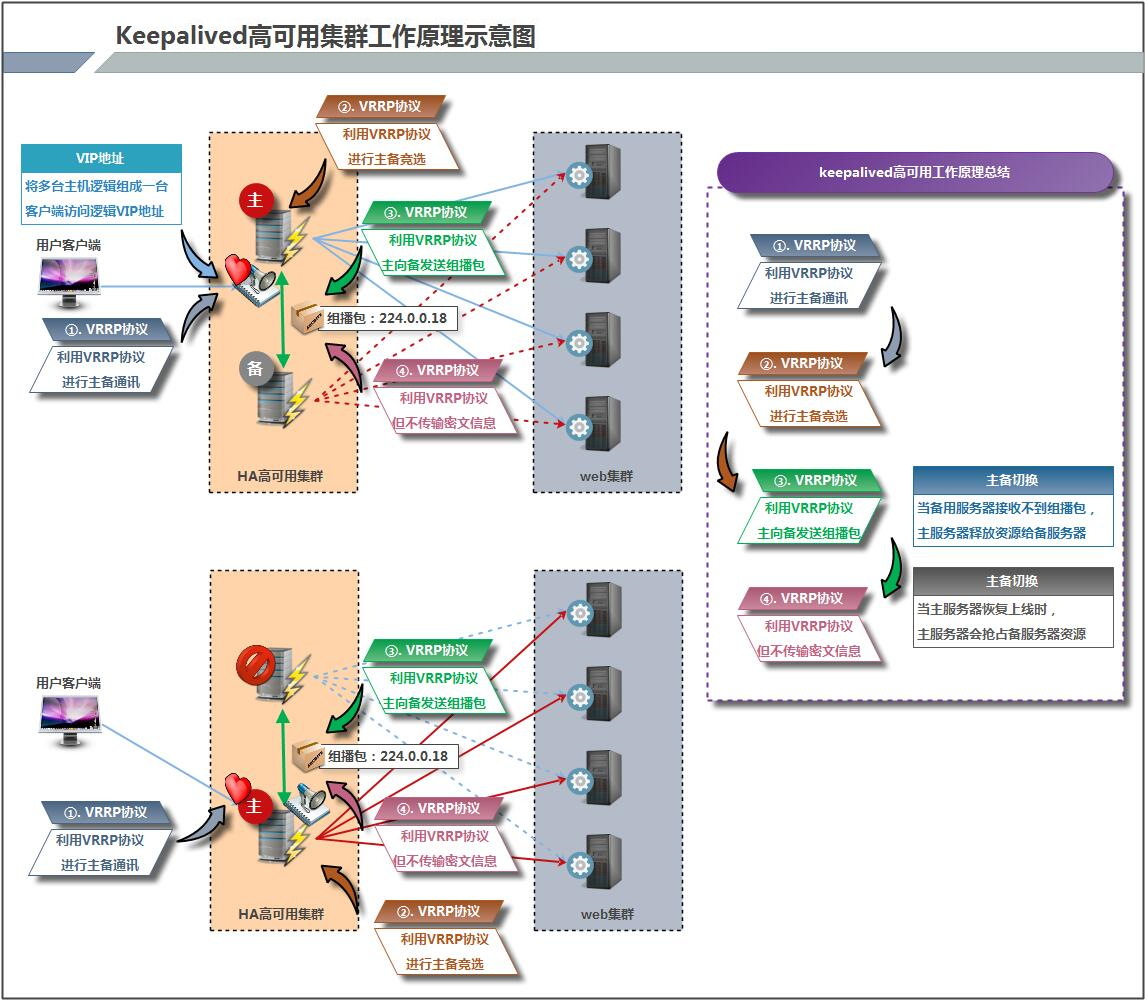 Keepalived高可用集群工作原理示意图
②. VRRP协议
利用VRRP协议
进行主备竞选
VIP地址
将多台主机逻辑组成一台
客户端访问逻辑VIP地址
主
③. VRRP协议
利用VRRP协议
主向备发送组播包
用户客户端
组播包：224.0.0.18
①. VRRP协议
利用VRRP协议
进行主备通讯
备
④. VRRP协议
利用VRRP协议
但不传输密文信息
HA高可用集群
web集群
keepalived高可用工作原理总结
①. VRRP协议
利用VRRP协议
进行主备通讯
②. VRRP协议
利用VRRP协议
进行主备竞选
③. VRRP协议
利用VRRP协议
主向备发送组播包
主备切换
当备用服务器接收不到组播包，
主服务器释放资源给备服务器
主备切换
当主服务器恢复上线时，
主服务器会抢占备服务器资源
④. VRRP协议
利用VRRP协议
但不传输密文信息
③. VRRP协议
利用VRRP协议
主向备发送组播包
用户客户端
组播包：224.0.0.18
主
①. VRRP协议
利用VRRP协议
进行主备通讯
④. VRRP协议
利用VRRP协议
但不传输密文信息
HA高可用集群
web集群
②. VRRP协议
利用VRRP协议
进行主备竞选